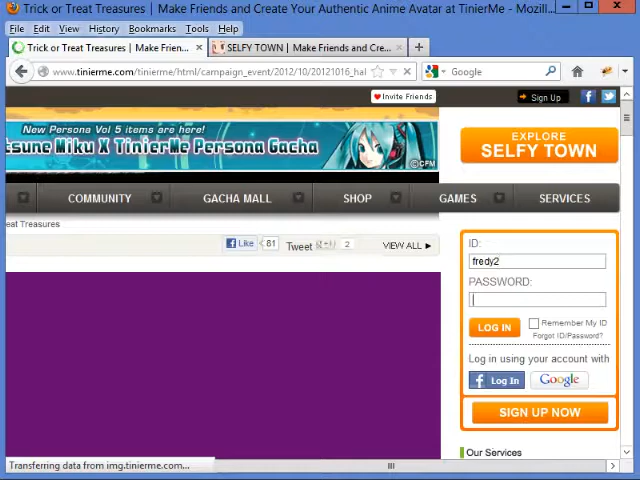 Trick or Treat Treasures | Make Friends and Create Your Authentic Anime Avatar at TinierMe - Mozill...
File Edit View History Bookmarks Tools Help
Trick or Treat Treasures | Make Frien... SELFY TOWN | Make Friends and Cre...
www.tinierme.com/tinierme/html/campaign_event/2012/10/20121016_hal Google
Invite Friends Sign Up
New Persona Vol 5 items are here!
tsune Miku X TinierMe Persona Gacha
©CFM
EXPLORE
SELFY TOWN
COMMUNITY GACHA MALL SHOP GAMES SERVICES
eat Treasures
Like 81 Tweet 2 VIEW ALL
ID:
fredy2
PASSWORD:
LOG IN Remember My ID
Forgot ID/Password?
Log in using your account with
Log In Google
SIGN UP NOW
Our Services
Transferring data from img.tinierme.com...